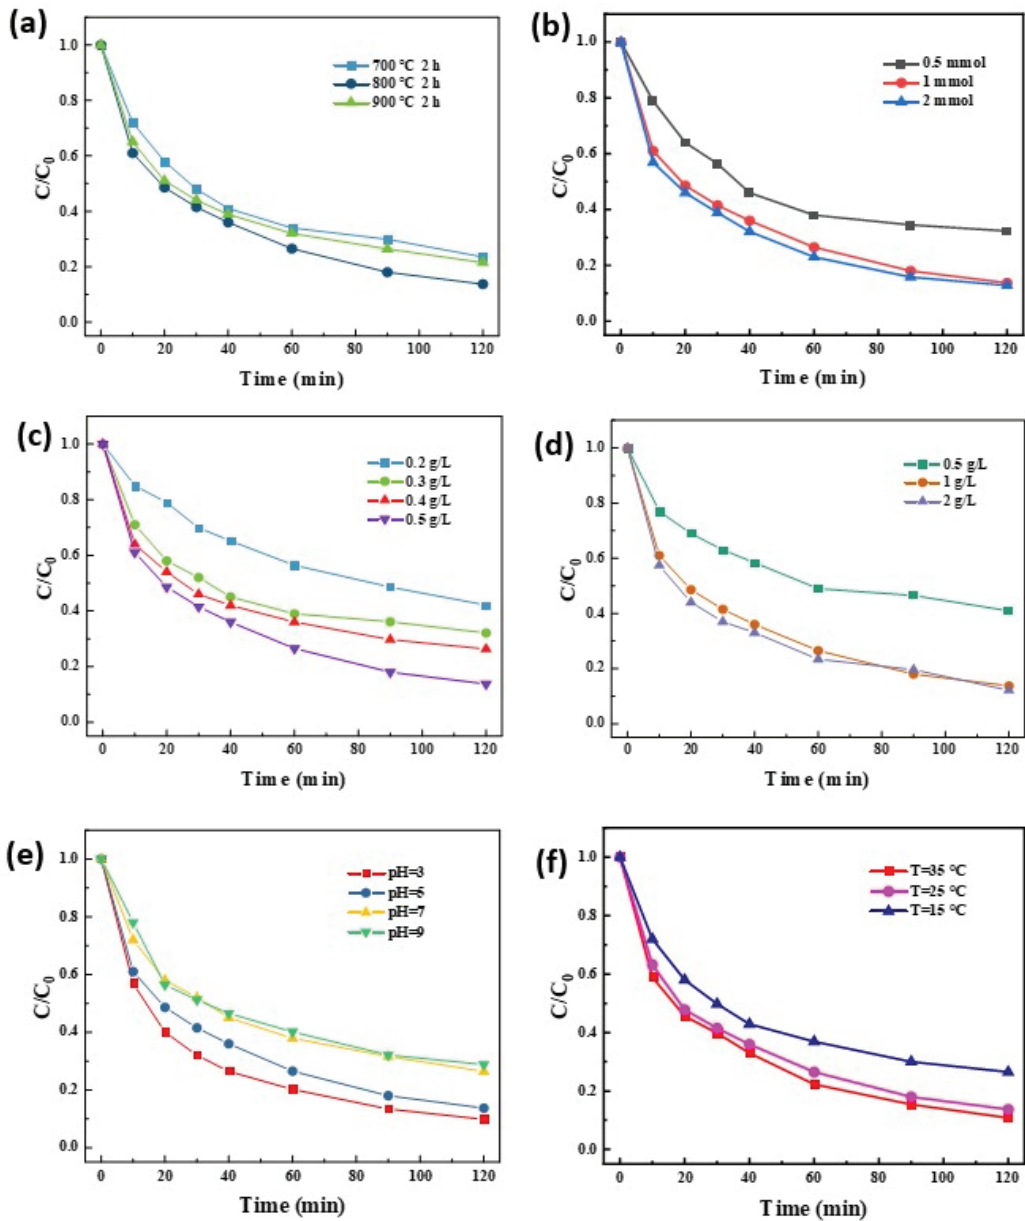 (a)
1.0
0.8
0.6
0.4
0.2
0.0
C/C0
700 °C 2 h
800 °C 2 h
900 °C 2 h
0 20 40 60 80 100 120
Time (min)
(b)
1.0
0.8
0.6
0.4
0.2
0.0
C/C0
0.5 mmol
1 mmol
2 mmol
0 20 40 60 80 100 120
Time (min)
(c)
1.0
0.8
0.6
0.4
0.2
0.0
C/C0
0.2 g/L
0.3 g/L
0.4 g/L
0.5 g/L
0 20 40 60 80 100 120
Time (min)
(d)
1.0
0.8
0.6
0.4
0.2
0.0
C/C0
0.5 g/L
1 g/L
2 g/L
0 20 40 60 80 100 120
Time (min)
(e)
1.0
0.8
0.6
0.4
0.2
0.0
C/C0
pH=3
pH=5
pH=7
pH=9
0 20 40 60 80 100 120
Time (min)
(f)
1.0
0.8
0.6
0.4
0.2
0.0
C/C0
T=35 °C
T=25 °C
T=15 °C
0 20 40 60 80 100 120
Time (min)